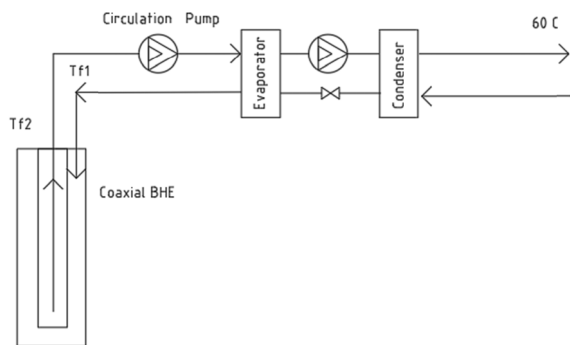 Circulation Pump
60 C
Tf1
Evaporator
Condenser
Tf2
Coaxial BHE